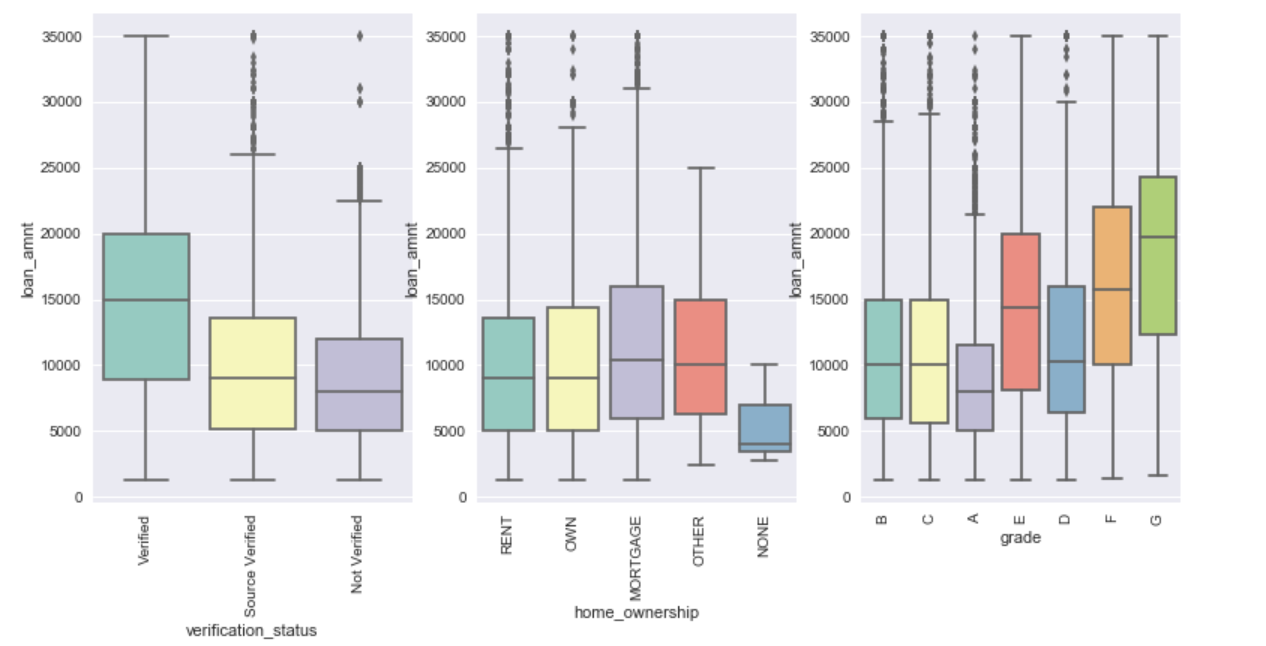 loan_amnt
35000
30000
25000
20000
15000
10000
5000
0
Verified
Source Verified
Not Verified
verification_status
loan_amnt
35000
30000
25000
20000
15000
10000
5000
0
RENT
OWN
MORTGAGE
OTHER
NONE
home_ownership
loan_amnt
35000
30000
25000
20000
15000
10000
5000
0
B
C
A
E
D
F
G
grade